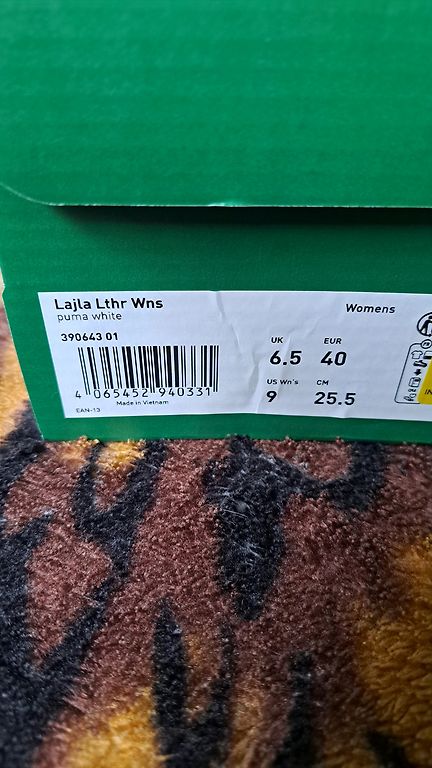 Lajla Lthr Wns
puma white
Womens
390643 01
UK EUR
6.5 40
US Wn's CM
9 25.5
4 065452 940331
Made in Vietnam
EAN-13